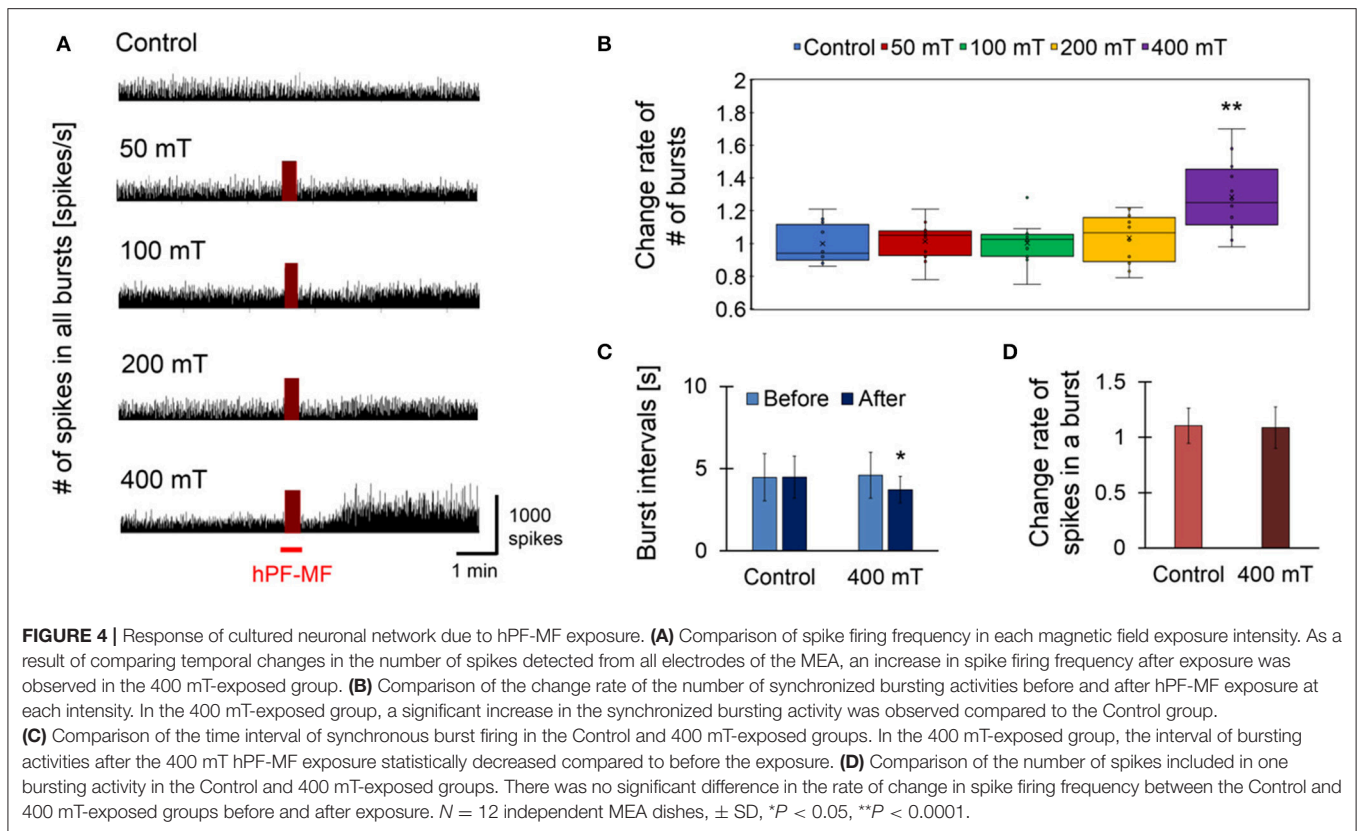 A
Control
50 mT
100 mT
200 mT
400 mT
# of spikes in all bursts [spikes/s]
1000
spikes
1 min
hPF-MF
B
Control 50 mT 100 mT 200 mT 400 mT
Change rate of
# of bursts
2
1.8
1.6
1.4
1.2
1
0.8
0.6
**
C
Burst intervals [s]
10
5
0
Before After
*
Control 400 mT
D
Change rate of
spikes in a burst
1.5
1
0.5
0
Control 400 mT
FIGURE 4 | Response of cultured neuronal network due to hPF-MF exposure. (A) Comparison of spike firing frequency in each magnetic field exposure intensity. As a
result of comparing temporal changes in the number of spikes detected from all electrodes of the MEA, an increase in spike firing frequency after exposure was
observed in the 400 mT-exposed group. (B) Comparison of the change rate of the number of synchronized bursting activities before and after hPF-MF exposure at
each intensity. In the 400 mT-exposed group, a significant increase in the synchronized bursting activity was observed compared to the Control group.
(C) Comparison of the time interval of synchronous burst firing in the Control and 400 mT-exposed groups. In the 400 mT-exposed group, the interval of bursting
activities after the 400 mT hPF-MF exposure statistically decreased compared to before the exposure. (D) Comparison of the number of spikes included in one
bursting activity in the Control and 400 mT-exposed groups. There was no significant difference in the rate of change in spike firing frequency between the Control and
400 mT-exposed groups before and after exposure. N = 12 independent MEA dishes, ± SD, *P < 0.05, **P < 0.0001.